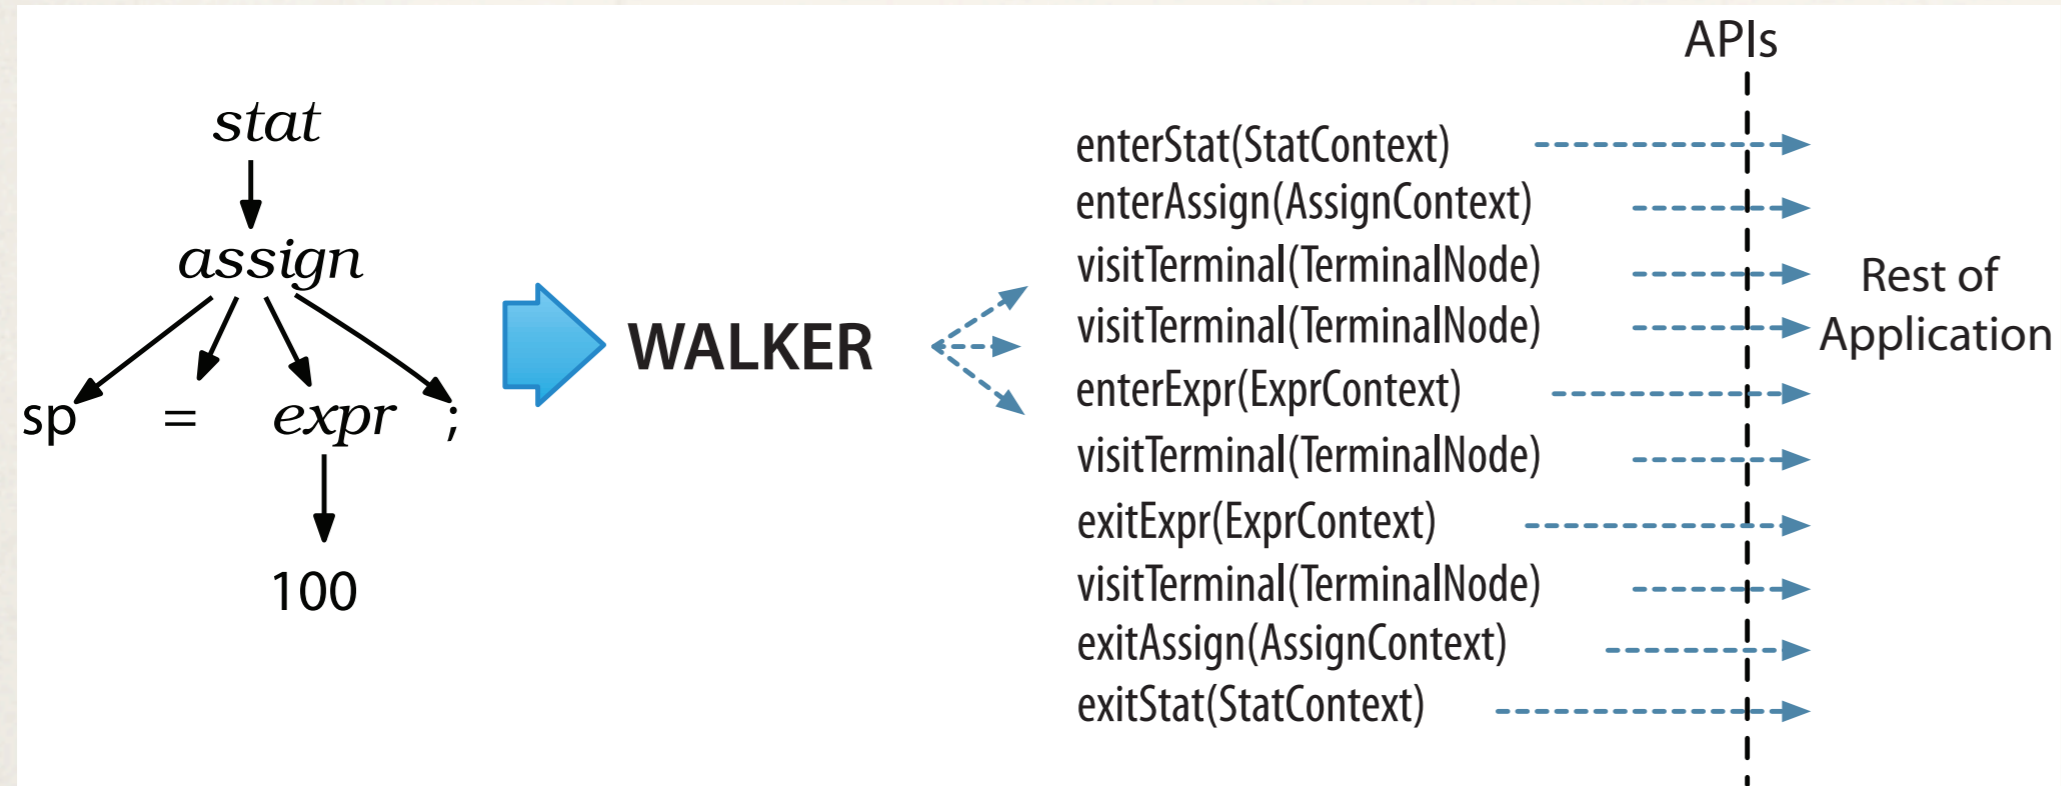 stat
assign
sp = expr ;
100
WALKER
enterStat(StatContext)
enterAssign(AssignContext)
visitTerminal(TerminalNode)
visitTerminal(TerminalNode)
enterExpr(ExprContext)
visitTerminal(TerminalNode)
exitExpr(ExprContext)
visitTerminal(TerminalNode)
exitAssign(AssignContext)
exitStat(StatContext)
APIs
Rest of
Application